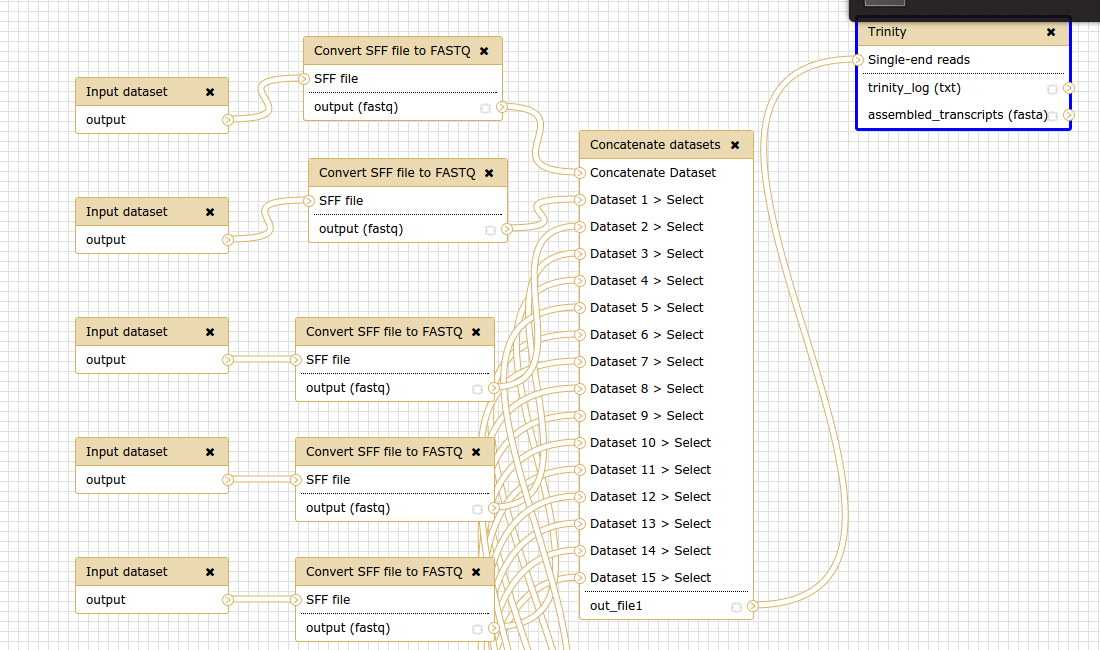 Trinity
Single-end reads
trinity_log (txt)
assembled_transcripts (fasta)
Convert SFF file to FASTQ
SFF file
output (fastq)
Input dataset
output
Convert SFF file to FASTQ
SFF file
output (fastq)
Input dataset
output
Concatenate datasets
Concatenate Dataset
Dataset 1 > Select
Dataset 2 > Select
Dataset 3 > Select
Dataset 4 > Select
Dataset 5 > Select
Dataset 6 > Select
Dataset 7 > Select
Dataset 8 > Select
Dataset 9 > Select
Dataset 10 > Select
Dataset 11 > Select
Dataset 12 > Select
Dataset 13 > Select
Dataset 14 > Select
Dataset 15 > Select
out_file1
Input dataset
output
Convert SFF file to FASTQ
SFF file
output (fastq)
Input dataset
output
Convert SFF file to FASTQ
SFF file
output (fastq)
Input dataset
output
Convert SFF file to FASTQ
SFF file
output (fastq)